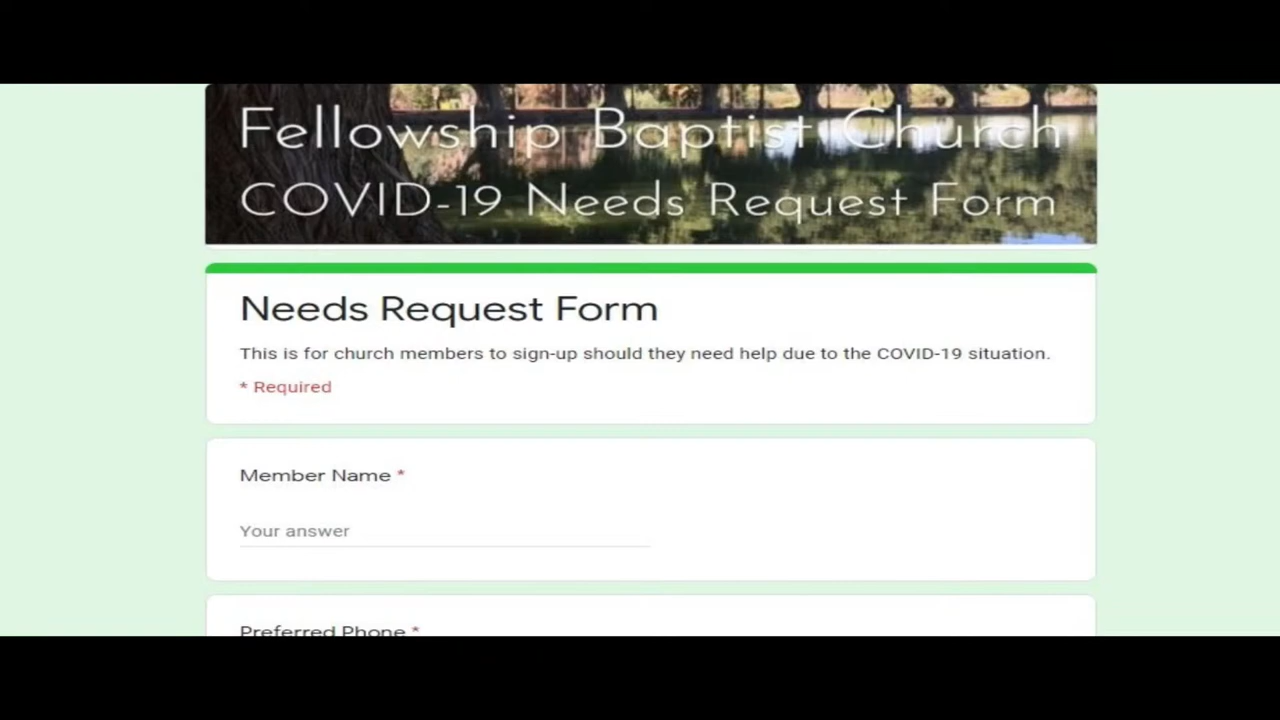 Fellowship Baptist Church
COVID-19 Needs Request Form
Needs Request Form
This is for church members to sign-up should they need help due to the COVID-19 situation.
* Required
Member Name *
Your answer
Preferred Phone *